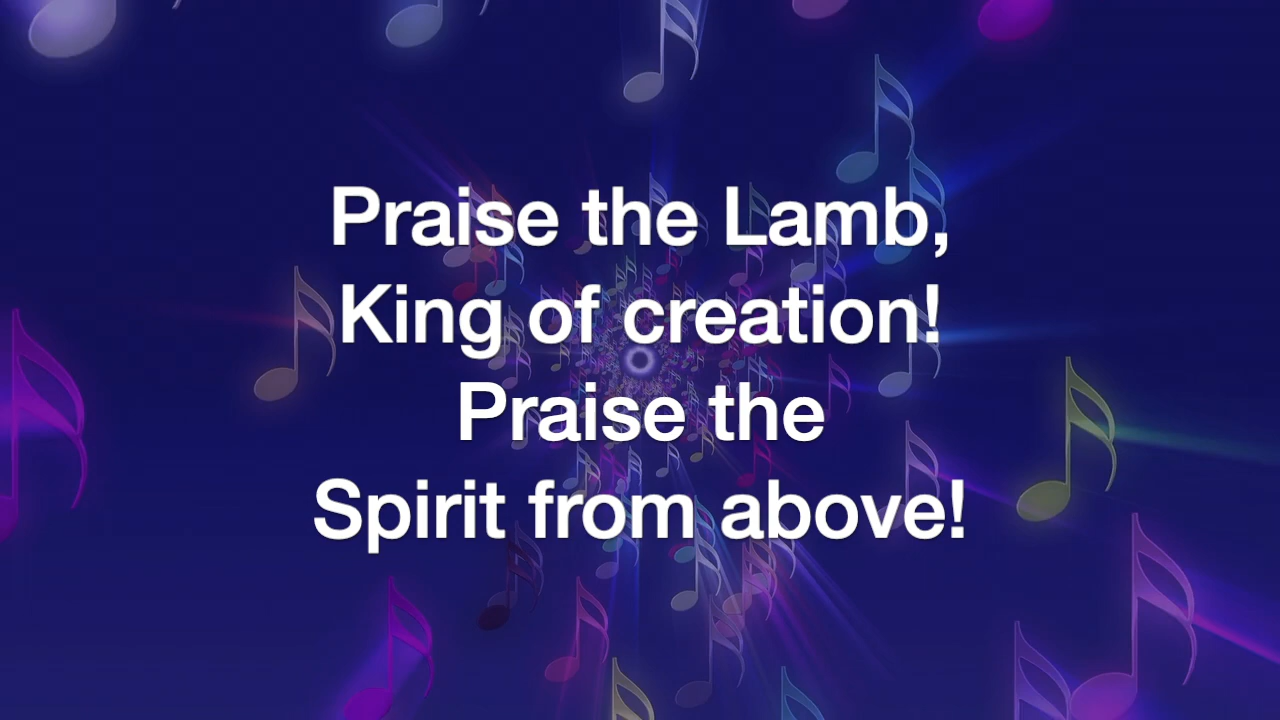 Praise the Lamb,
King of creation!
Praise the
Spirit from above!